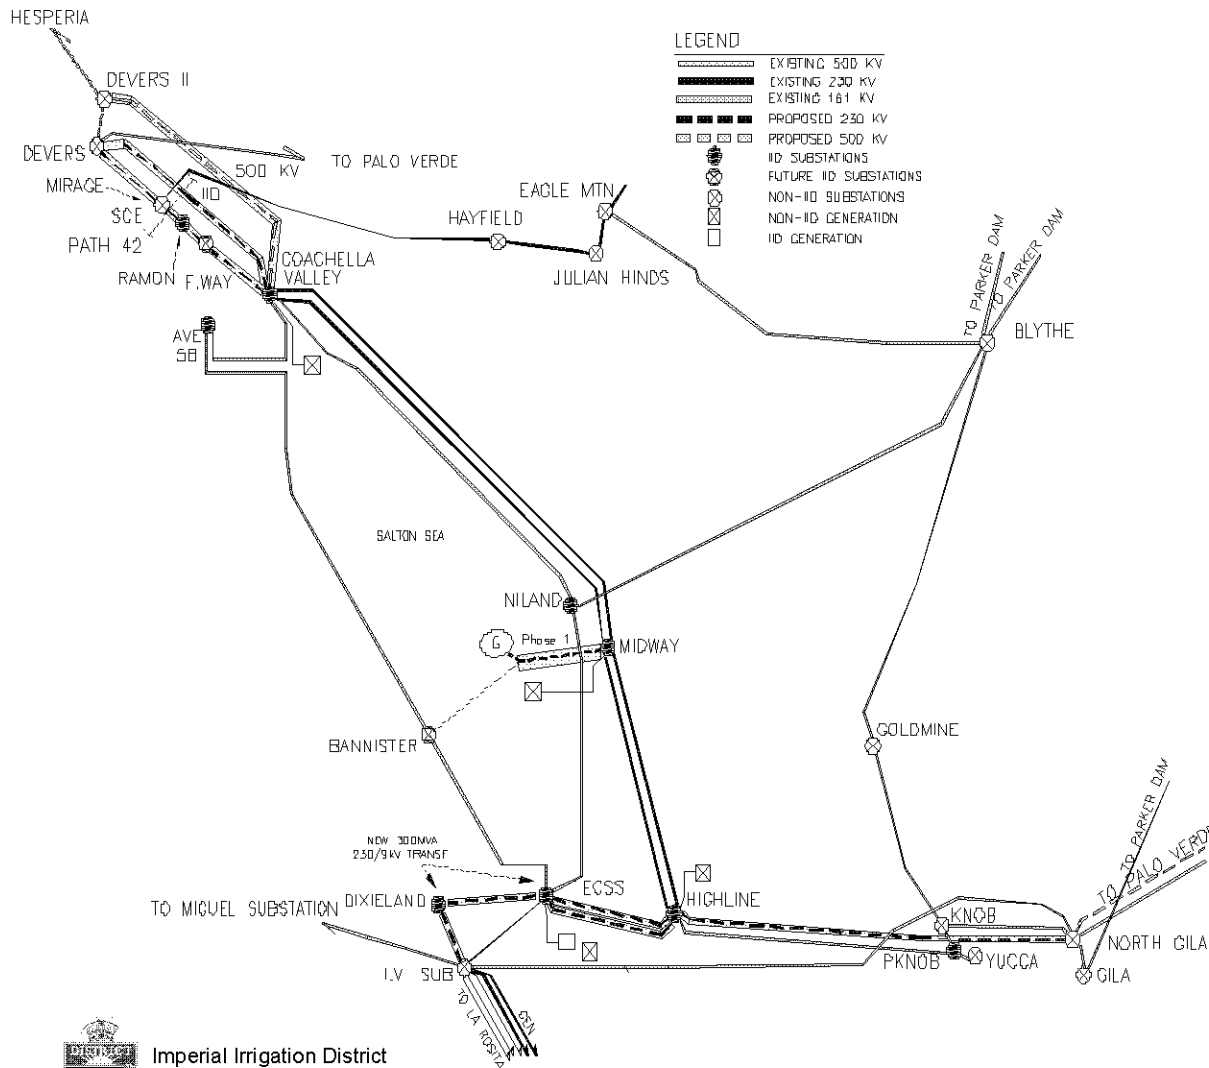 HESPERIA
LEGEND
EXISTING 500 KV
EXISTING 230 KV
EXISTING 161 KV
PROPOSED 230 KV
PROPOSED 500 KV
IID SUBSTATIONS
FUTURE IID SUBSTATIONS
NON-IID SUBSTATIONS
NON-IID GENERATION
IID GENERATION
DEVERS II
DEVERS
500 KV
TO PALO VERDE
MIRAGE
IID
SCE
PATH 42
EAGLE MTN
HAYFIELD
JULIAN HINDS
RAMON
F.WAY
COACHELLA
VALLEY
TO PARKER DAM
TO PARKER DAM
BLYTHE
AVE
58
SALTON SEA
NILAND
G
Phase 1
MIDWAY
BANNISTER
GOLDMINE
NEW 300MVA
230/9kV TRANSF
TO PARKER DAM
TO PALO VERDE
DIXIELAND
ECSS
HIGHLINE
TO MIGUEL SUBSTATION
KNOB
NORTH GILA
PKNOB
YUCCA
GILA
I.V SUB
TO LA ROSITA
GEN
DISTRICT
Imperial Irrigation District